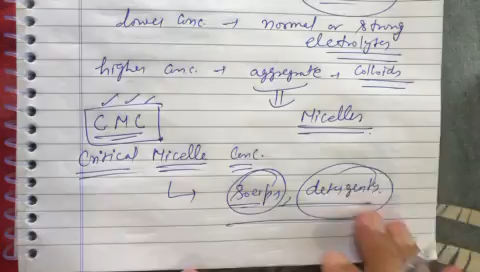 lower conc. → normal or strong
electrolytes
higher conc. → aggregate → Colloids
⇓
CMC Micelles
Critical Micelle Conc.
↳ Soaps, detergents.